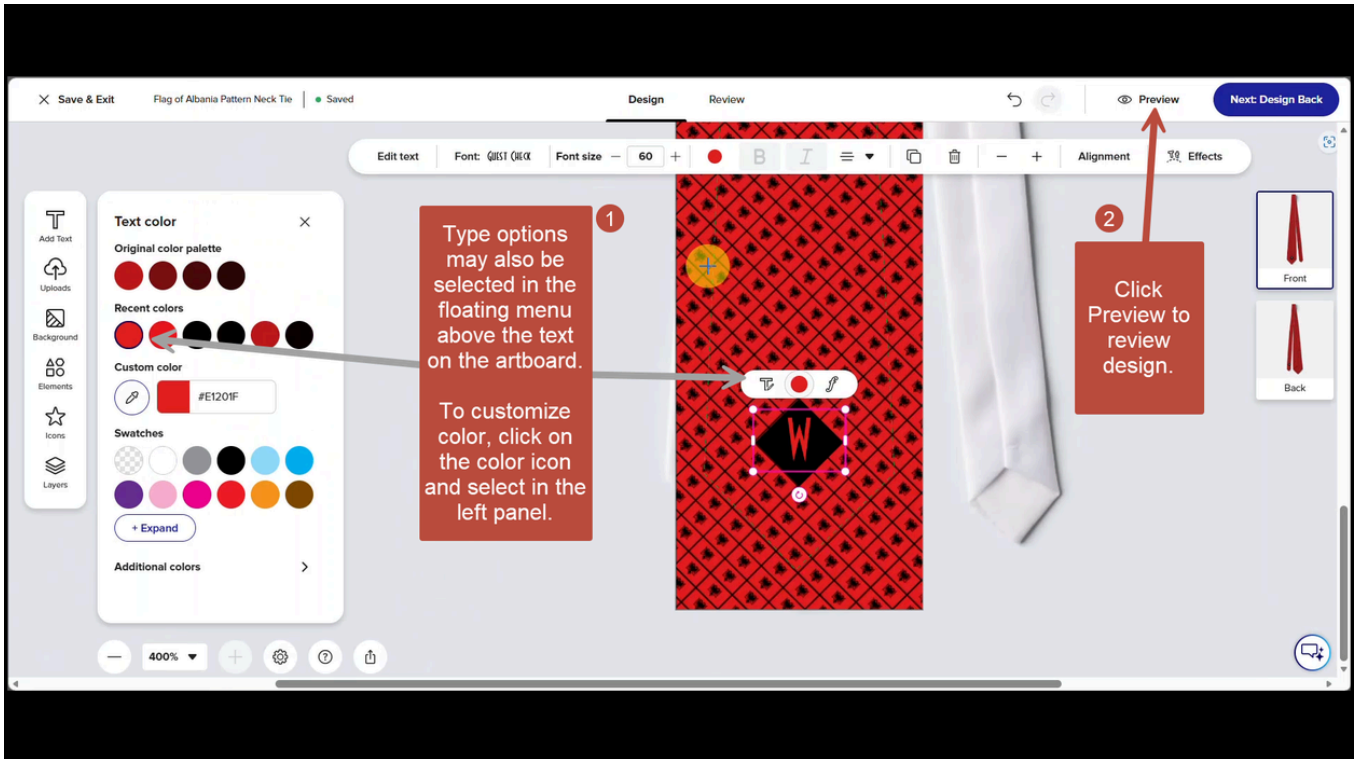 Save & Exit
Flag of Albania Pattern Neck Tie
Saved
Design
Review
Preview
Next: Design Back
Edit text
Font: GUEST CHECK
Font size
60
B
I
Alignment
Effects
Add Text
Uploads
Background
Elements
Icons
Layers
Text color
Original color palette
Recent colors
Custom color
#E1201F
Swatches
+ Expand
Additional colors
400%
1
Type options
may also be
selected in the
floating menu
above the text
on the artboard.
To customize
color, click on
the color icon
and select in the
left panel.
W
2
Click
Preview to
review
design.
Front
Back